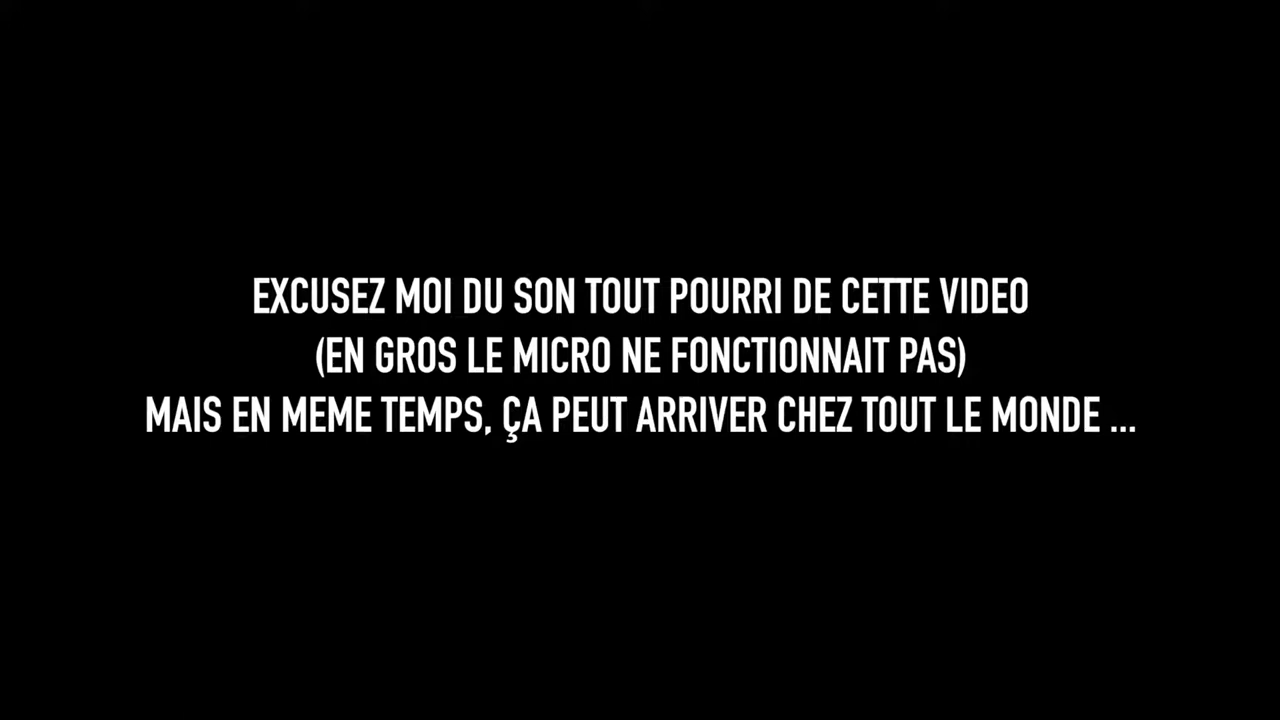 EXCUSEZ MOI DU SON TOUT POURRI DE CETTE VIDEO
(EN GROS LE MICRO NE FONCTIONNAIT PAS)
MAIS EN MEME TEMPS, ÇA PEUT ARRIVER CHEZ TOUT LE MONDE ...